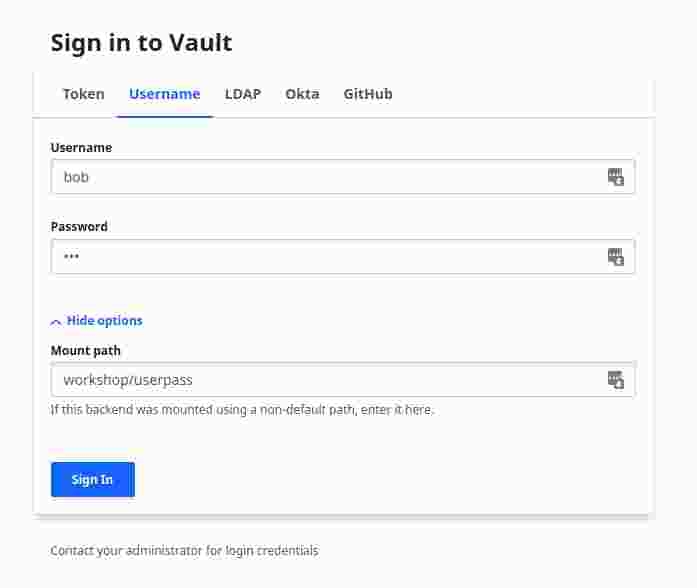 Sign in to Vault
Token Username LDAP Okta GitHub
Username
bob
Password
•••
Hide options
Mount path
workshop/userpass
If this backend was mounted using a non-default path, enter it here.
Sign In
Contact your administrator for login credentials